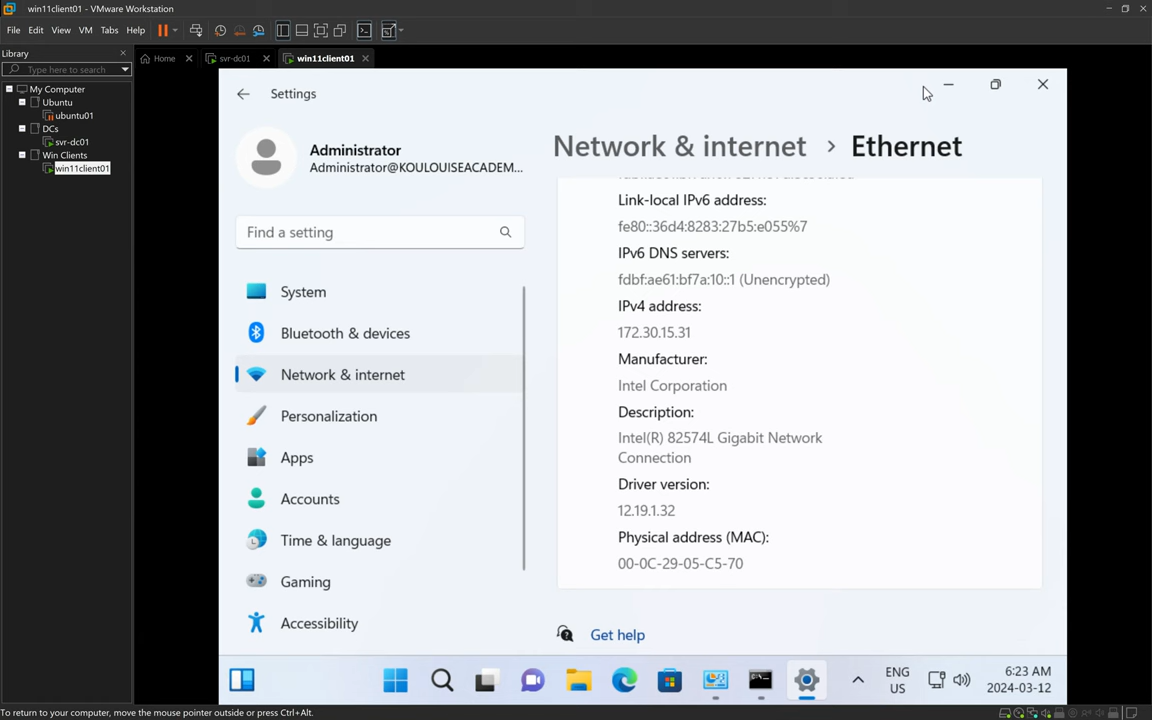 win11client01 - VMware Workstation
File Edit View VM Tabs Help
Library
Type here to search
My Computer
Ubuntu
ubuntu01
DCs
svr-dc01
Win Clients
win11client01
Home
svr-dc01
win11client01
Settings
Administrator
Administrator@KOULOUISEACADEM...
Find a setting
System
Bluetooth & devices
Network & internet
Personalization
Apps
Accounts
Time & language
Gaming
Accessibility
Network & internet > Ethernet
Link-local IPv6 address:
fe80::36d4:8283:27b5:e055%7
IPv6 DNS servers:
fdbf:ae61:bf7a:10::1 (Unencrypted)
IPv4 address:
172.30.15.31
Manufacturer:
Intel Corporation
Description:
Intel(R) 82574L Gigabit Network
Connection
Driver version:
12.19.1.32
Physical address (MAC):
00-0C-29-05-C5-70
Get help
ENG
US
6:23 AM
2024-03-12
To return to your computer, move the mouse pointer outside or press Ctrl+Alt.